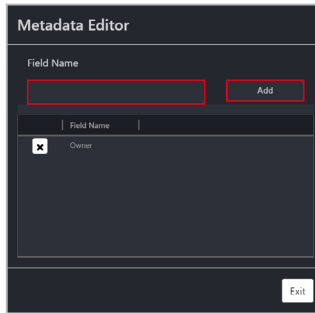 Metadata Editor
Field Name
Add
Field Name
Owner
Exit